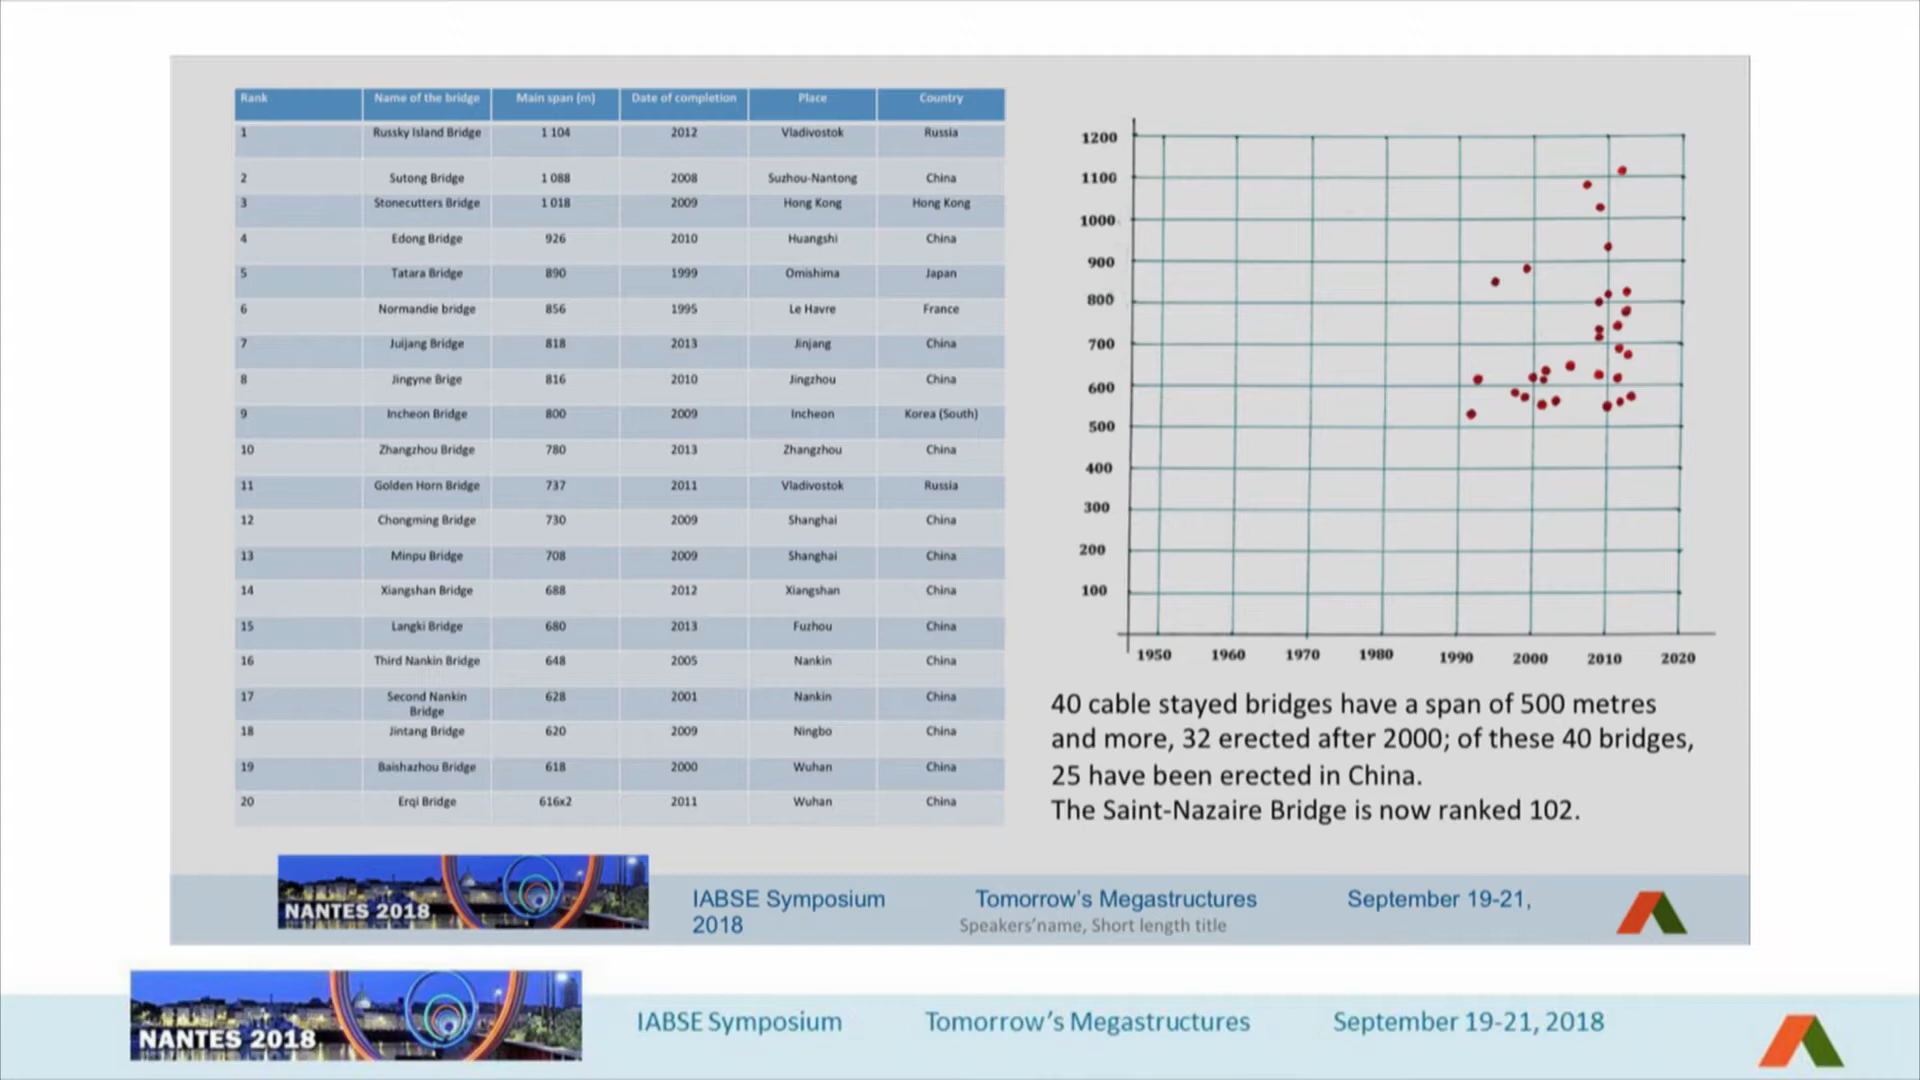 Rank Name of the bridge Main span (m) Date of completion Place Country
1 Russky Island Bridge 1 104 2012 Vladivostok Russia
2 Sutong Bridge 1 088 2008 Suzhou-Nantong China
3 Stonecutters Bridge 1 018 2009 Hong Kong Hong Kong
4 Edong Bridge 926 2010 Huangshi China
5 Tatara Bridge 890 1999 Omishima Japan
6 Normandie bridge 856 1995 Le Havre France
7 Juijang Bridge 818 2013 Jinjang China
8 Jingyne Brige 816 2010 Jingzhou China
9 Incheon Bridge 800 2009 Incheon Korea (South)
10 Zhangzhou Bridge 780 2013 Zhangzhou China
11 Golden Horn Bridge 737 2011 Vladivostok Russia
12 Chongming Bridge 730 2009 Shanghai China
13 Minpu Bridge 708 2009 Shanghai China
14 Xiangshan Bridge 688 2012 Xiangshan China
15 Langki Bridge 680 2013 Fuzhou China
16 Third Nankin Bridge 648 2005 Nankin China
17 Second Nankin Bridge 628 2001 Nankin China
18 Jintang Bridge 620 2009 Ningbo China
19 Baishazhou Bridge 618 2000 Wuhan China
20 Erqi Bridge 616x2 2011 Wuhan China
1200
1100
1000
900
800
700
600
500
400
300
200
100
1950 1960 1970 1980 1990 2000 2010 2020
40 cable stayed bridges have a span of 500 metres
and more, 32 erected after 2000; of these 40 bridges,
25 have been erected in China.
The Saint-Nazaire Bridge is now ranked 102.
NANTES 2018
IABSE Symposium Tomorrow's Megastructures September 19-21,
2018
Speakers'name, Short length title
NANTES 2018
IABSE Symposium Tomorrow's Megastructures September 19-21, 2018